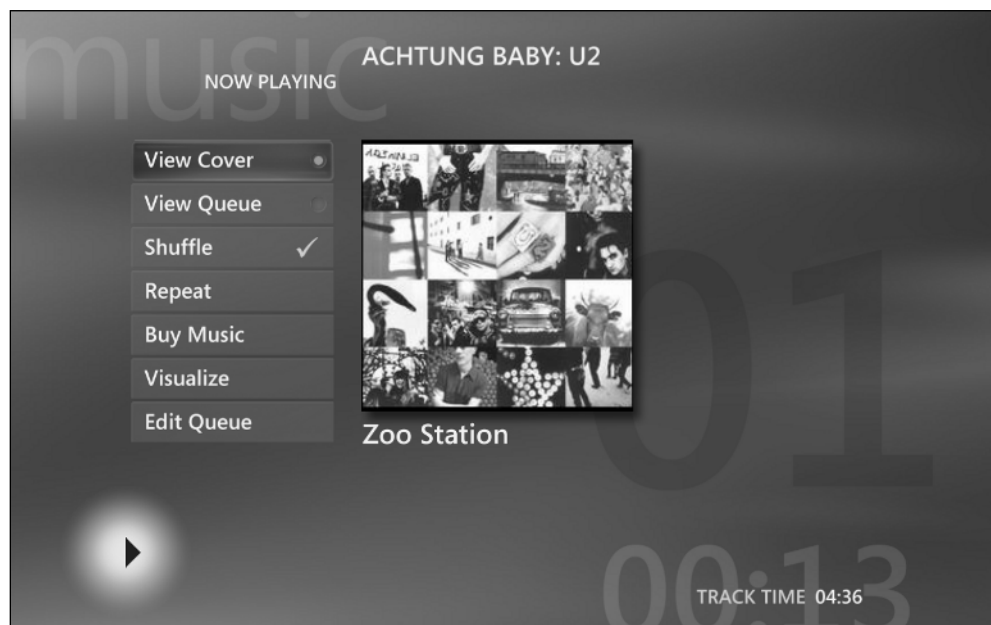 music
ACHTUNG BABY: U2
NOW PLAYING
View Cover
View Queue
Shuffle
Repeat
Buy Music
Visualize
Edit Queue
Zoo Station
01
00:13
TRACK TIME 04:36